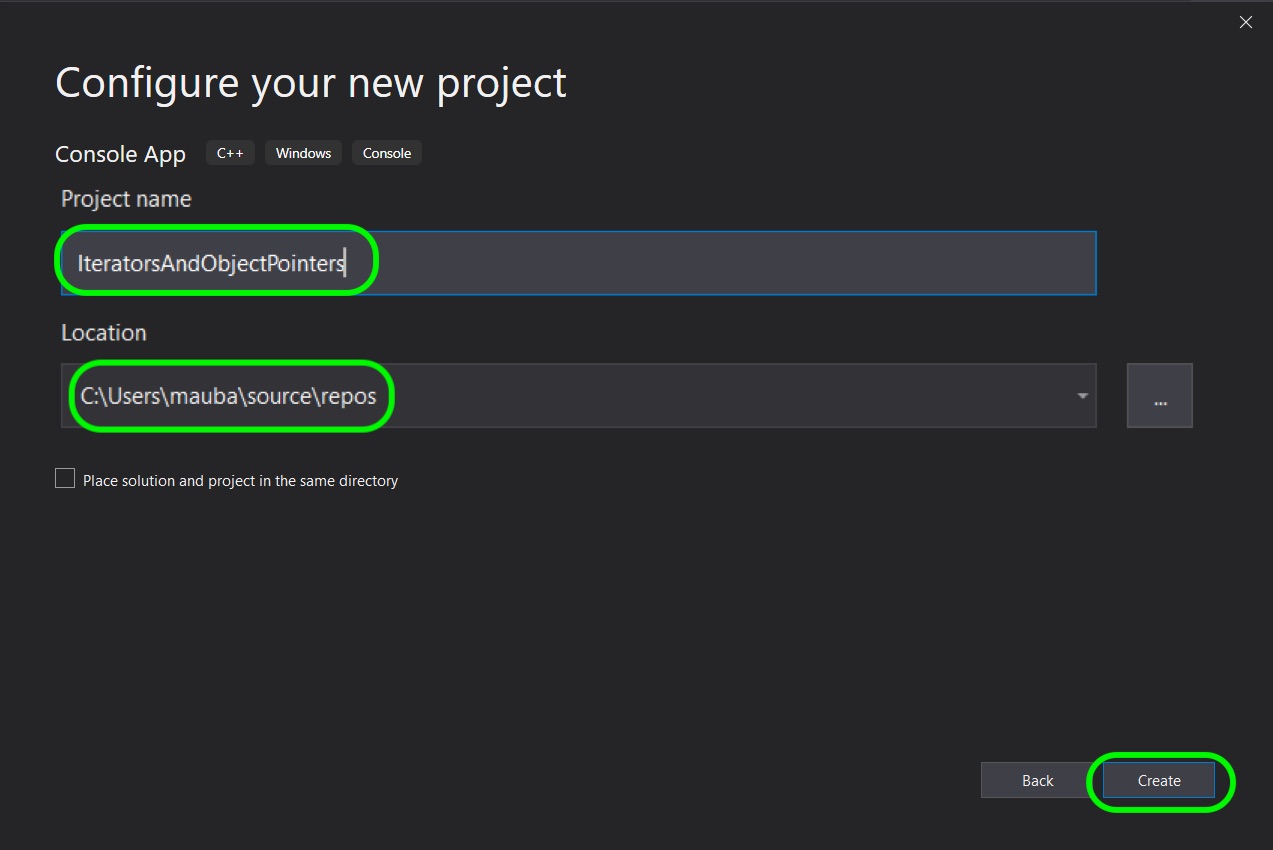 Configure your new project
Console App C++ Windows Console
Project name
IteratorsAndObjectPointers
Location
C:\Users\mauba\source\repos
...
Place solution and project in the same directory
Back Create